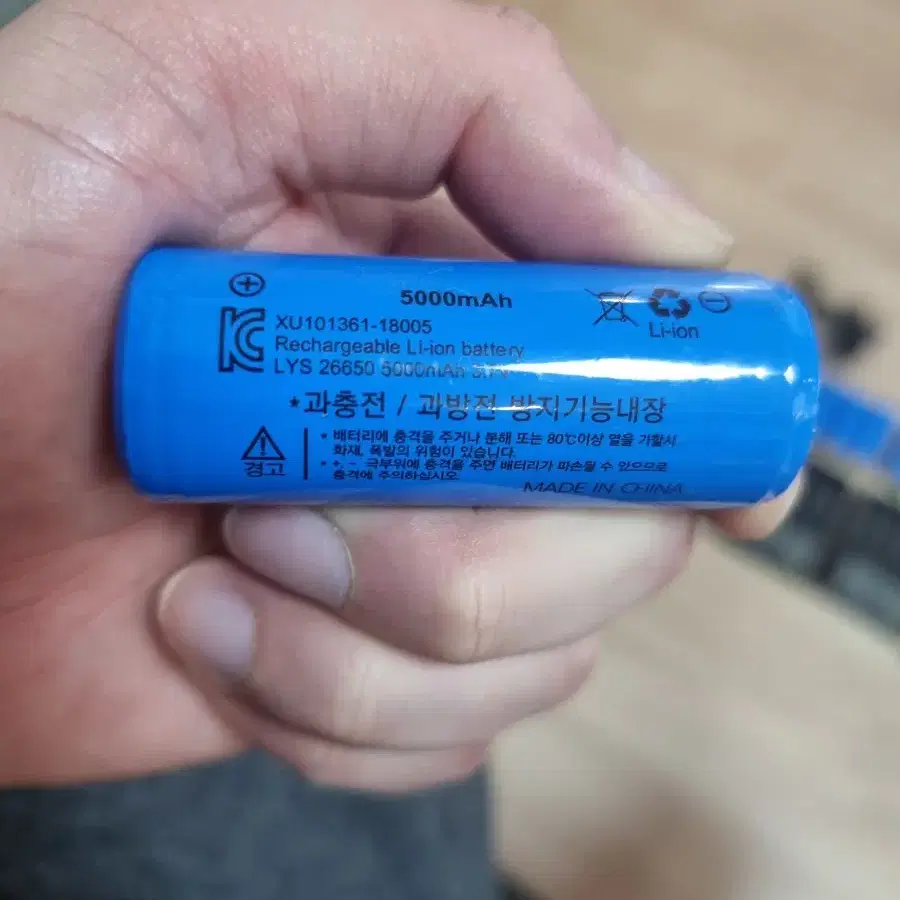 5000mAh
XU101361-18005
Li-ion
Rechargeable Li-ion battery
LYS 26650 5000mAh
*과충전 / 과방전 방지기능내장
경고
* 배터리에 충격을 주거나 분해 또는 80℃이상 열을 가할시
화재, 폭발의 위험이 있습니다.
* +, - 극부위에 충격을 주면 배터리가 파손될 수 있으므로
충격에 주의하십시오.
MADE IN CHINA